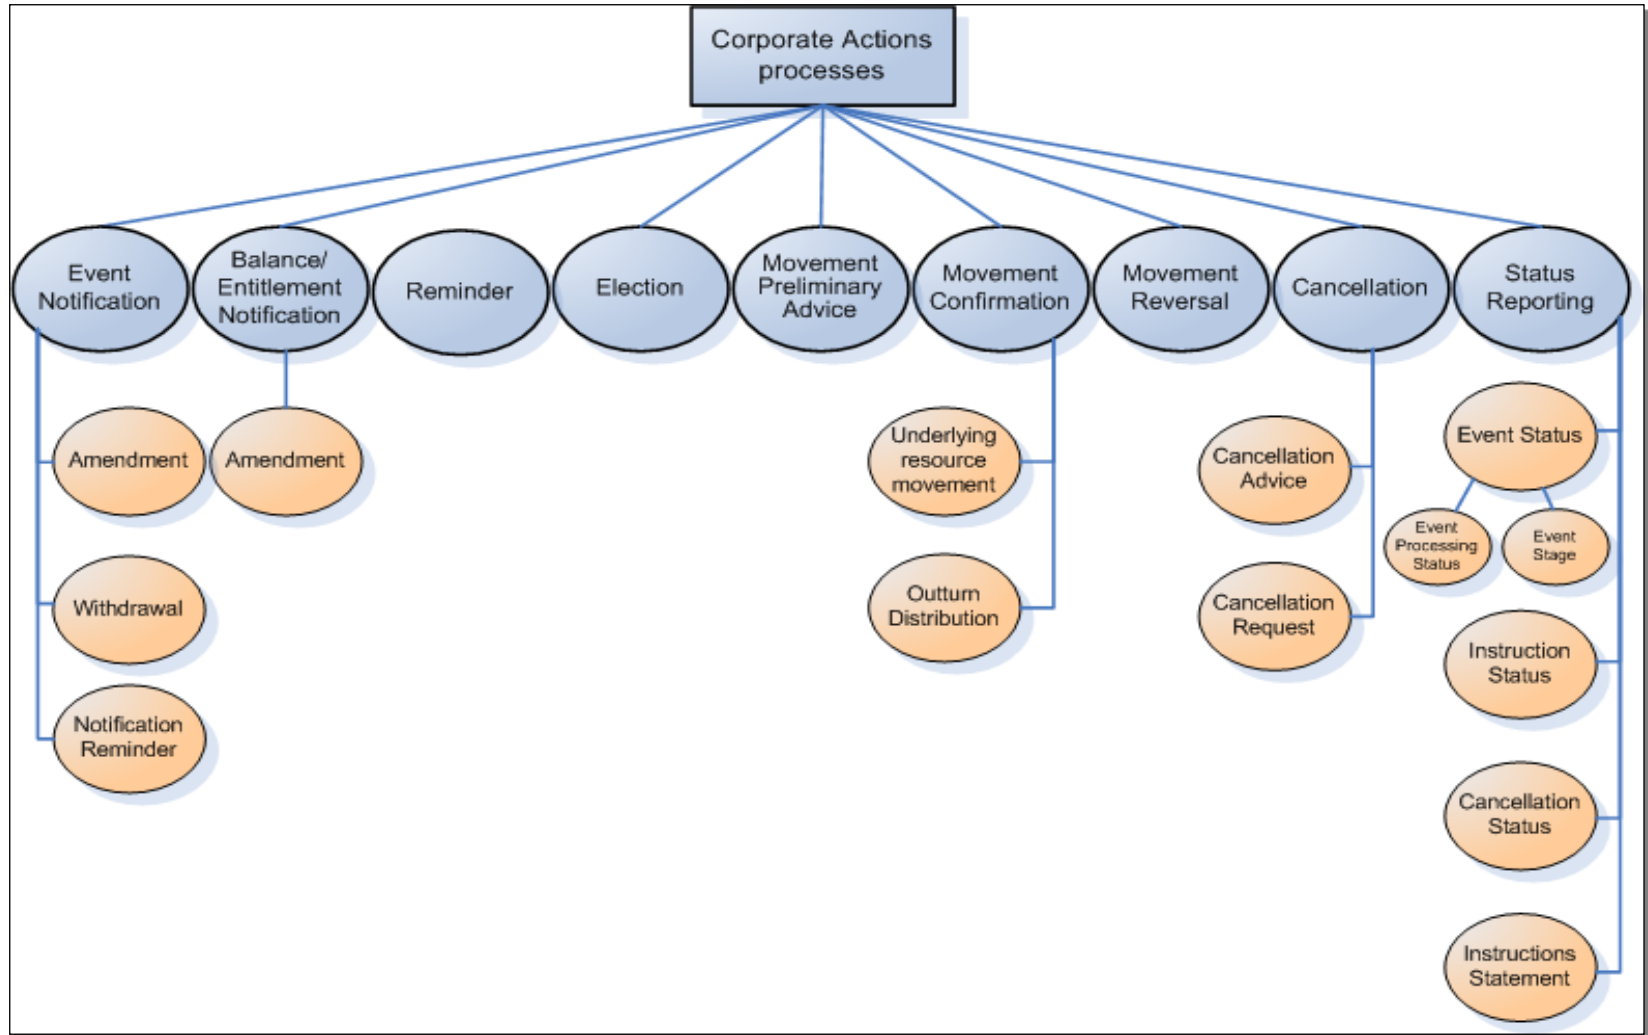 Corporate Actions
processes
Event
Notification
Balance/
Entitlement
Notification
Reminder
Election
Movement
Preliminary
Advice
Movement
Confirmation
Movement
Reversal
Cancellation
Status
Reporting
Amendment
Withdrawal
Notification
Reminder
Amendment
Underlying
resource
movement
Outturn
Distribution
Cancellation
Advice
Cancellation
Request
Event Status
Event
Processing
Status
Event
Stage
Instruction
Status
Cancellation
Status
Instructions
Statement